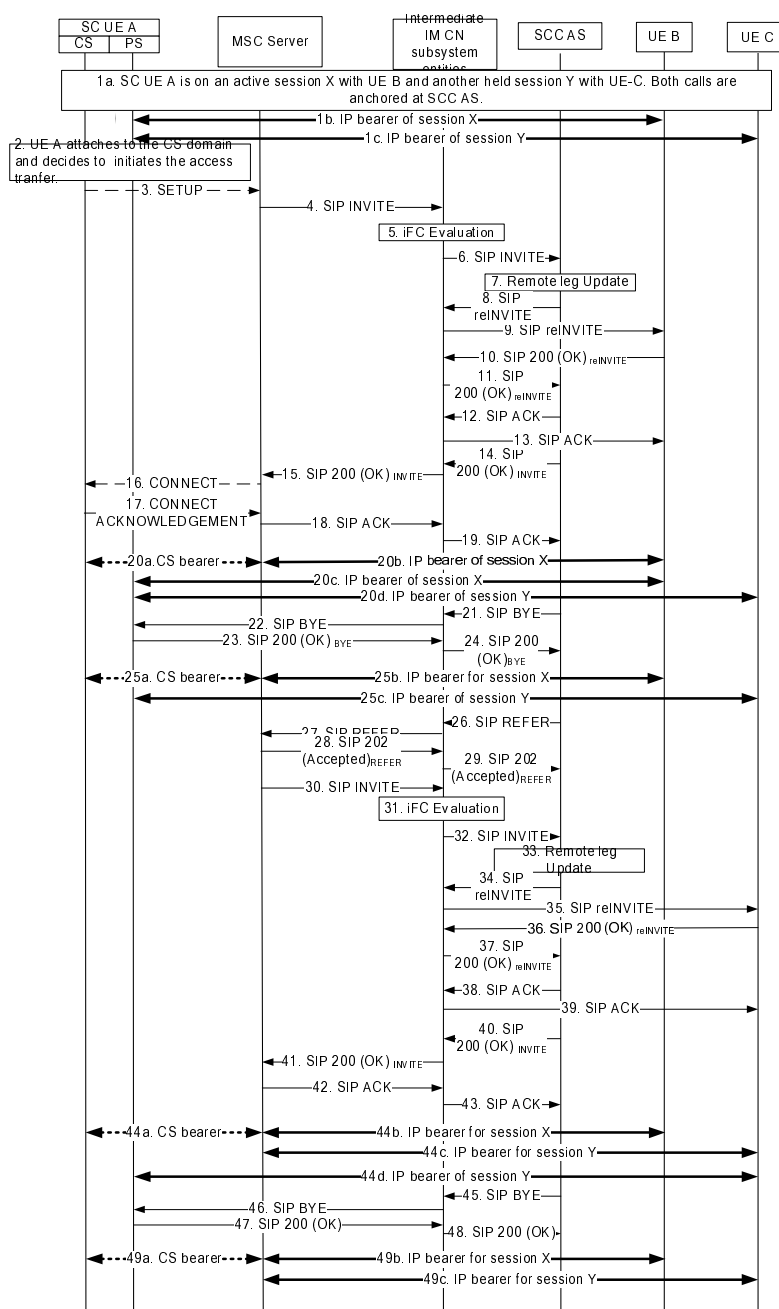 SC UE A
CS
PS
MSC Server
Intermediate
IM CN
subsystem
entities
SCC AS
UE B
UE C
1a. SC UE A is on an active session X with UE B and another held session Y with UE-C. Both calls are
anchored at SCC AS.
1b. IP bearer of session X
1c. IP bearer of session Y
2. UE A attaches to the CS domain
and decides to initiates the access
tranfer.
3. SETUP
4. SIP INVITE
5. iFC Evaluation
6. SIP INVITE
7. Remote leg Update
8. SIP
reINVITE
9. SIP reINVITE
10. SIP 200 (OK) reINVITE
11. SIP
200 (OK) reINVITE
12. SIP ACK
13. SIP ACK
14. SIP
200 (OK) INVITE
15. SIP 200 (OK) INVITE
16. CONNECT
17. CONNECT
ACKNOWLEDGEMENT
18. SIP ACK
19. SIP ACK
20a.CS bearer
20b. IP bearer of session X
20c. IP bearer of session X
20d. IP bearer of session Y
21. SIP BYE
22. SIP BYE
23. SIP 200 (OK) BYE
24. SIP 200
(OK)BYE
25a. CS bearer
25b. IP bearer for session X
25c. IP bearer of session Y
26. SIP REFER
27. SIP REFER
28. SIP 202
(Accepted)REFER
29. SIP 202
(Accepted)REFER
30. SIP INVITE
31. iFC Evaluation
32. SIP INVITE
33. Remote leg
Update
34. SIP
reINVITE
35. SIP reINVITE
36. SIP 200 (OK) reINVITE
37. SIP
200 (OK) reINVITE
38. SIP ACK
39. SIP ACK
40. SIP
200 (OK) INVITE
41. SIP 200 (OK) INVITE
42. SIP ACK
43. SIP ACK
44a. CS bearer
44b. IP bearer for session X
44c. IP bearer for session Y
44d. IP bearer of session Y
45. SIP BYE
46. SIP BYE
47. SIP 200 (OK)
48. SIP 200 (OK)
49a. CS bearer
49b. IP bearer for session X
49c. IP bearer for session Y